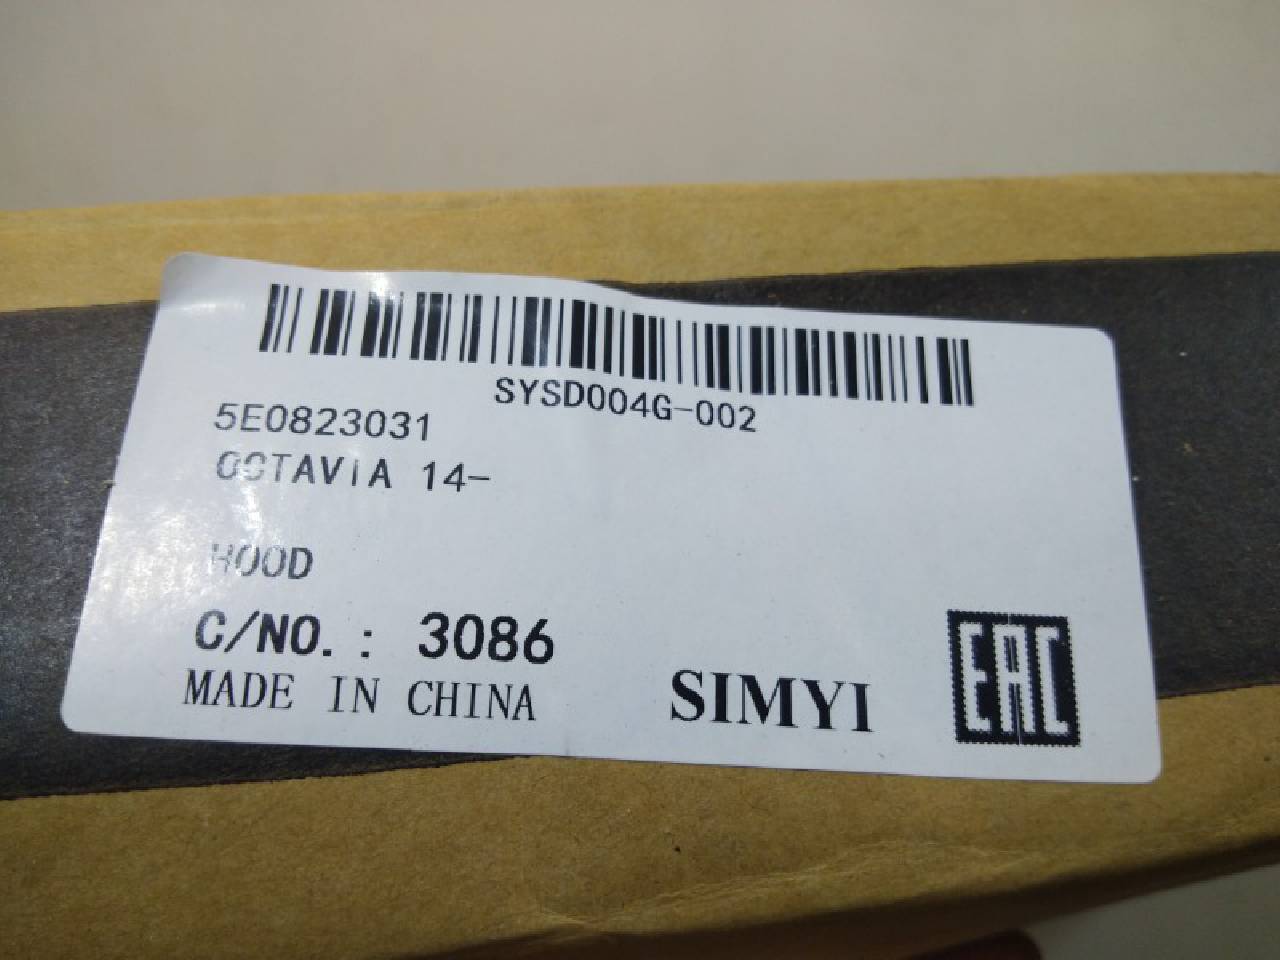 SYSD004G-002
5E0823031
OCTAVIA 14-
HOOD
C/NO.: 3086
MADE IN CHINA
SIMYI
EAC